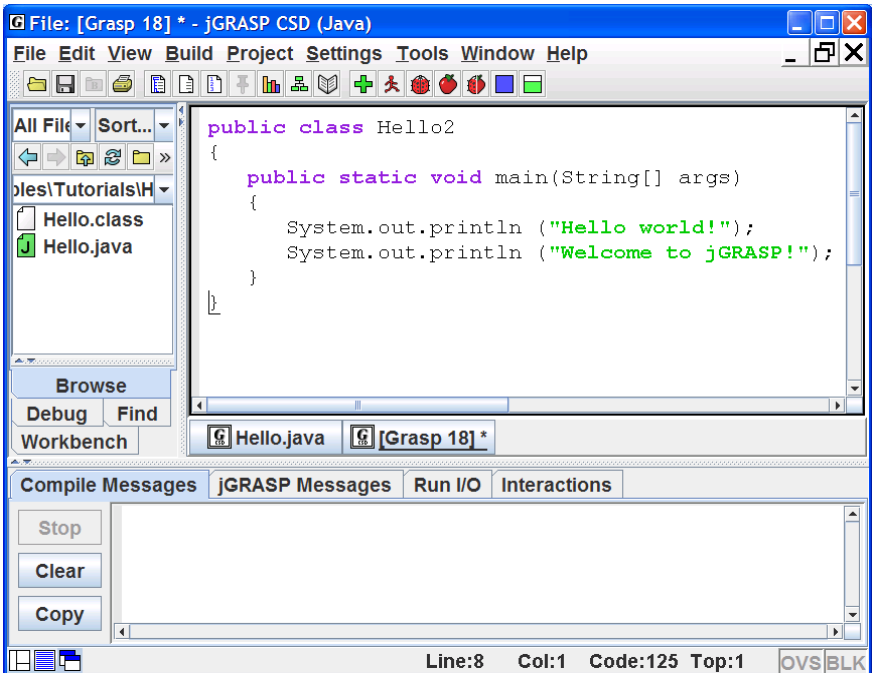 File: [Grasp 18] * - jGRASP CSD (Java)
File Edit View Build Project Settings Tools Window Help
All File Sort...
ples\Tutorials\H
Hello.class
Hello.java
Browse
Debug Find
Workbench
public class Hello2
{
   public static void main(String[] args)
   {
      System.out.println ("Hello world!");
      System.out.println ("Welcome to jGRASP!");
   }
}
Hello.java [Grasp 18] *
Compile Messages jGRASP Messages Run I/O Interactions
Stop
Clear
Copy
Line:8 Col:1 Code:125 Top:1 OVS BLK